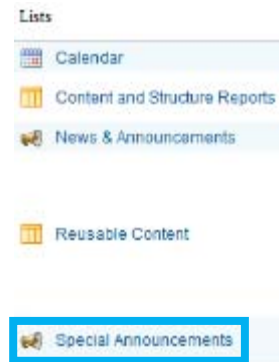 Lists
Calendar
Content and Structure Reports
News & Announcements
Reusable Content
Special Announcements